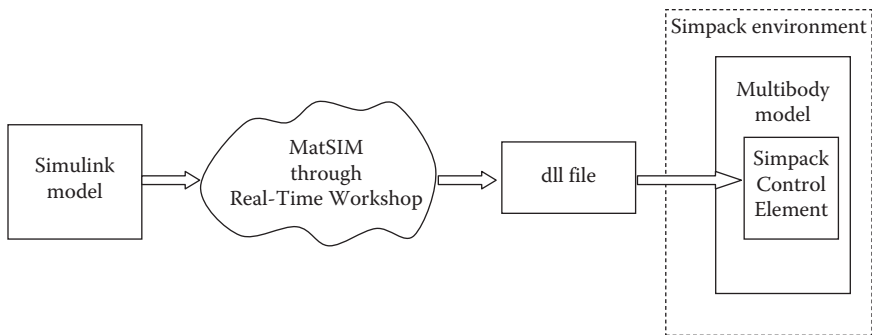 Simulink
model
MatSIM
through
Real-Time Workshop
dll file
Simpack environment
Multibody
model
Simpack
Control
Element